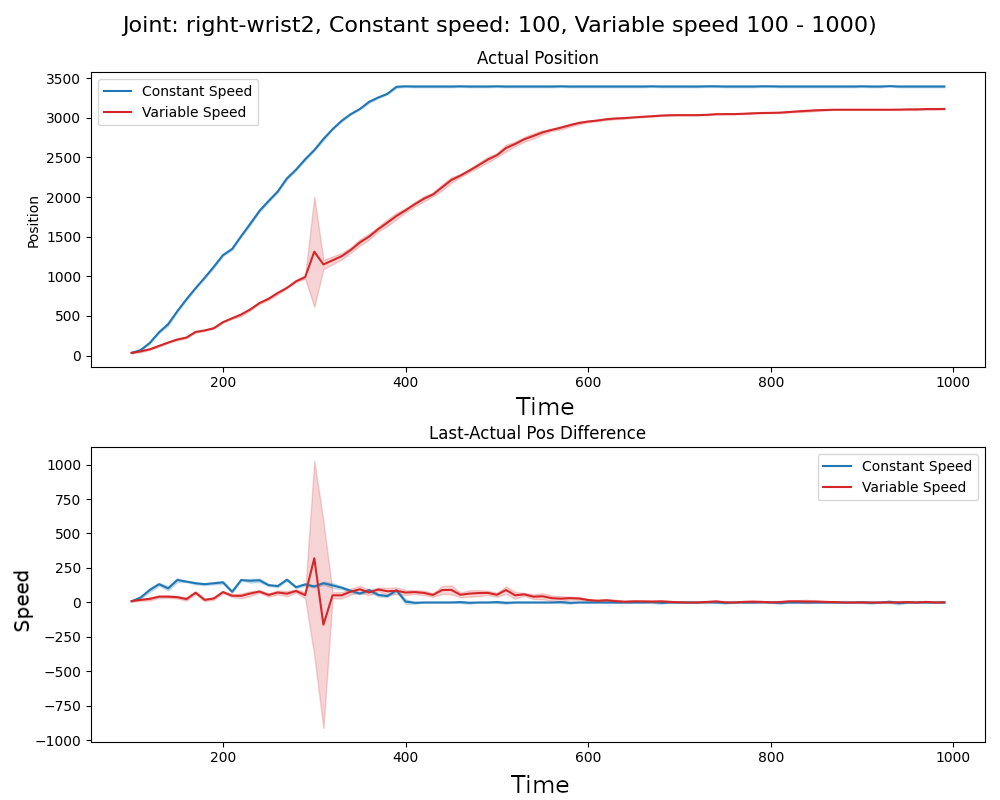 Joint: right-wrist2, Constant speed: 100, Variable speed 100 - 1000)
Actual Position
3500
3000
2500
2000
1500
1000
500
0
Position
Constant Speed
Variable Speed
200 400 600 800 1000
Time
Last-Actual Pos Difference
1000
750
500
250
0
−250
−500
−750
−1000
Speed
Constant Speed
Variable Speed
200 400 600 800 1000
Time